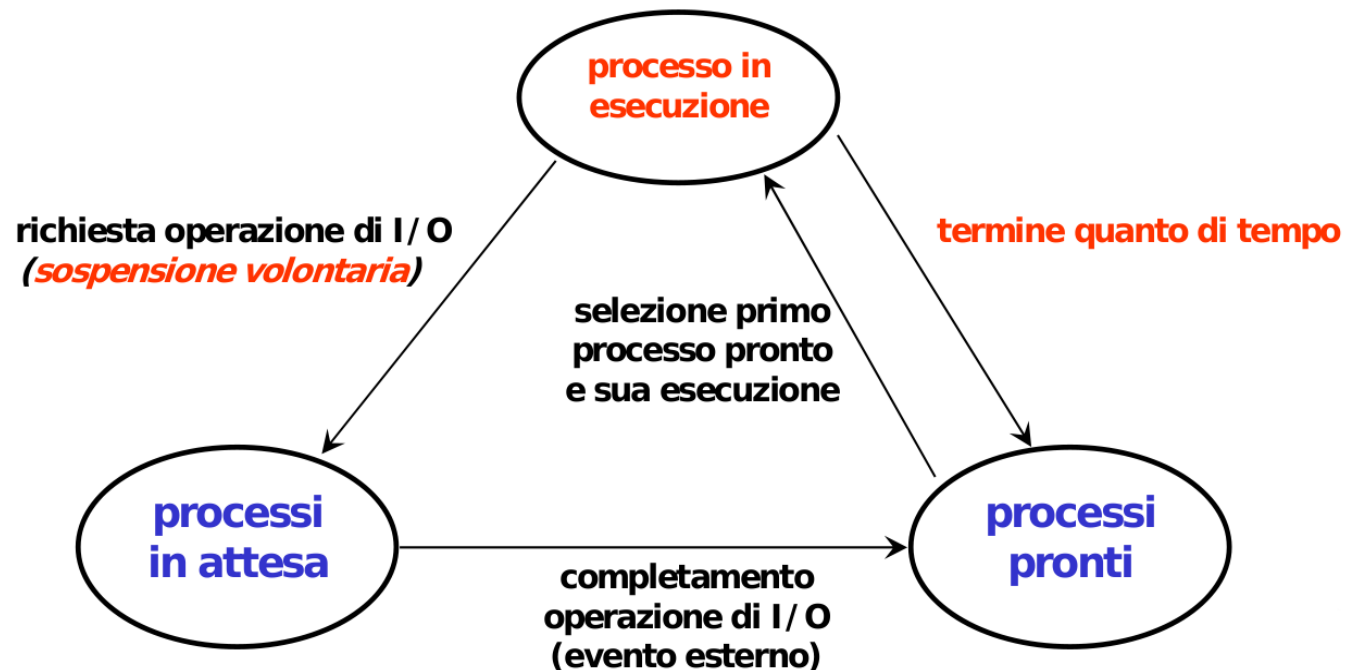 processo in
esecuzione
richiesta operazione di I/O
(sospensione volontaria)
termine quanto di tempo
selezione primo
processo pronto
e sua esecuzione
processi
in attesa
processi
pronti
completamento
operazione di I/O
(evento esterno)